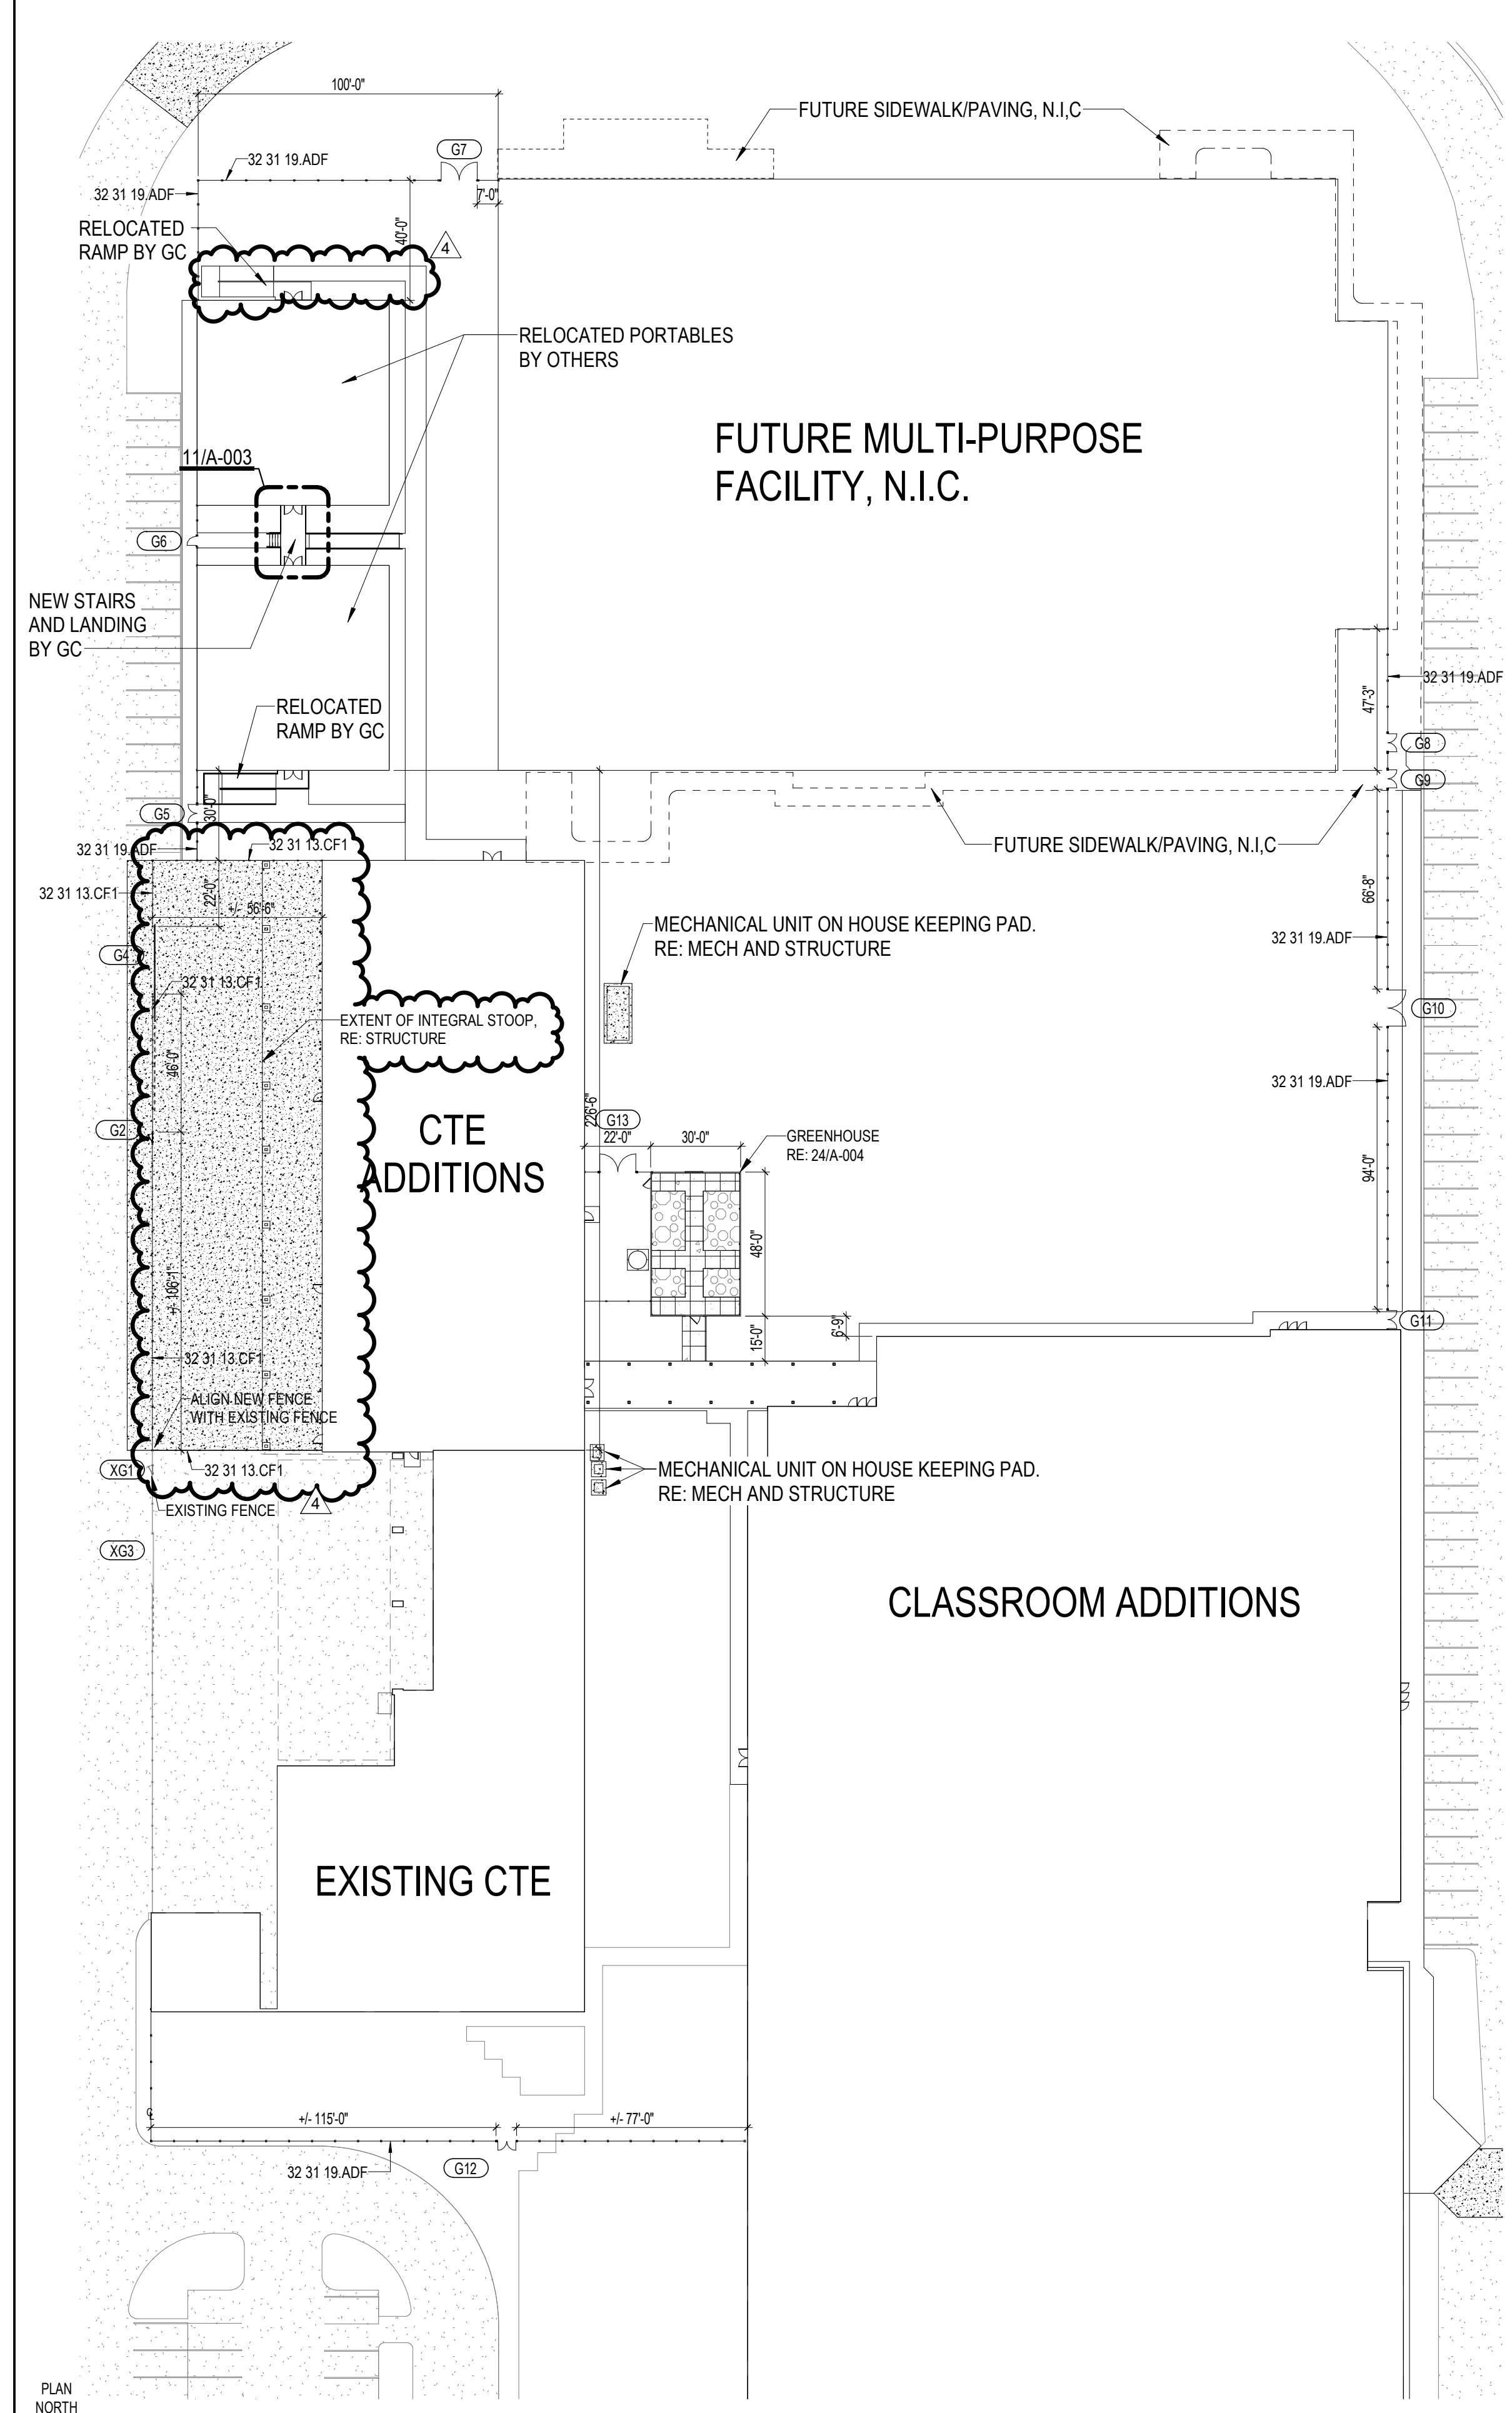 100'-0"
FUTURE SIDEWALK/PAVING, N.I,C
G7
32 31 19.ADF
32 31 19.ADF
7'-0"
RELOCATED
RAMP BY GC
40'-0"
4
RELOCATED PORTABLES
BY OTHERS
FUTURE MULTI-PURPOSE
FACILITY, N.I.C.
11/A-003
G6
NEW STAIRS
AND LANDING
BY GC
32 31 19.ADF
47'-3"
RELOCATED
RAMP BY GC
G8
G9
G5
30'-0"
32 31 19.ADF
32 31 13.CF1
FUTURE SIDEWALK/PAVING, N.I,C
32 31 13.CF1
22'-0"
+/- 56'-6"
66'-8"
MECHANICAL UNIT ON HOUSE KEEPING PAD.
RE: MECH AND STRUCTURE
32 31 19.ADF
G4
32 31 13.CF1
G10
EXTENT OF INTEGRAL STOOP,
RE: STRUCTURE
46'-0"
32 31 19.ADF
226'-6"
G13
G2
CTE
ADDITIONS
22'-0"
30'-0"
GREENHOUSE
RE: 24/A-004
94'-0"
48'-0"
+/- 106'-1"
15'-0"
6'-9"
G11
32 31 13.CF1
ALIGN NEW FENCE
WITH EXISTING FENCE
XG1
32 31 13.CF1
MECHANICAL UNIT ON HOUSE KEEPING PAD.
RE: MECH AND STRUCTURE
EXISTING FENCE
4
XG3
CLASSROOM ADDITIONS
EXISTING CTE
+/- 115'-0"
+/- 77'-0"
32 31 19.ADF
G12
PLAN
NORTH